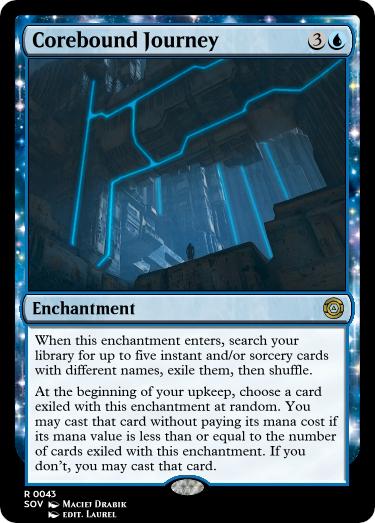 Corebound Journey
3
Enchantment
When this enchantment enters, search your
library for up to five instant and/or sorcery cards
with different names, exile them, then shuffle.
At the beginning of your upkeep, choose a card
exiled with this enchantment at random. You
may cast that card without paying its mana cost if
its mana value is less than or equal to the number
of cards exiled with this enchantment. If you
don't, you may cast that card.
R 0043
SOV Maciej Drabik
edit. Laurel